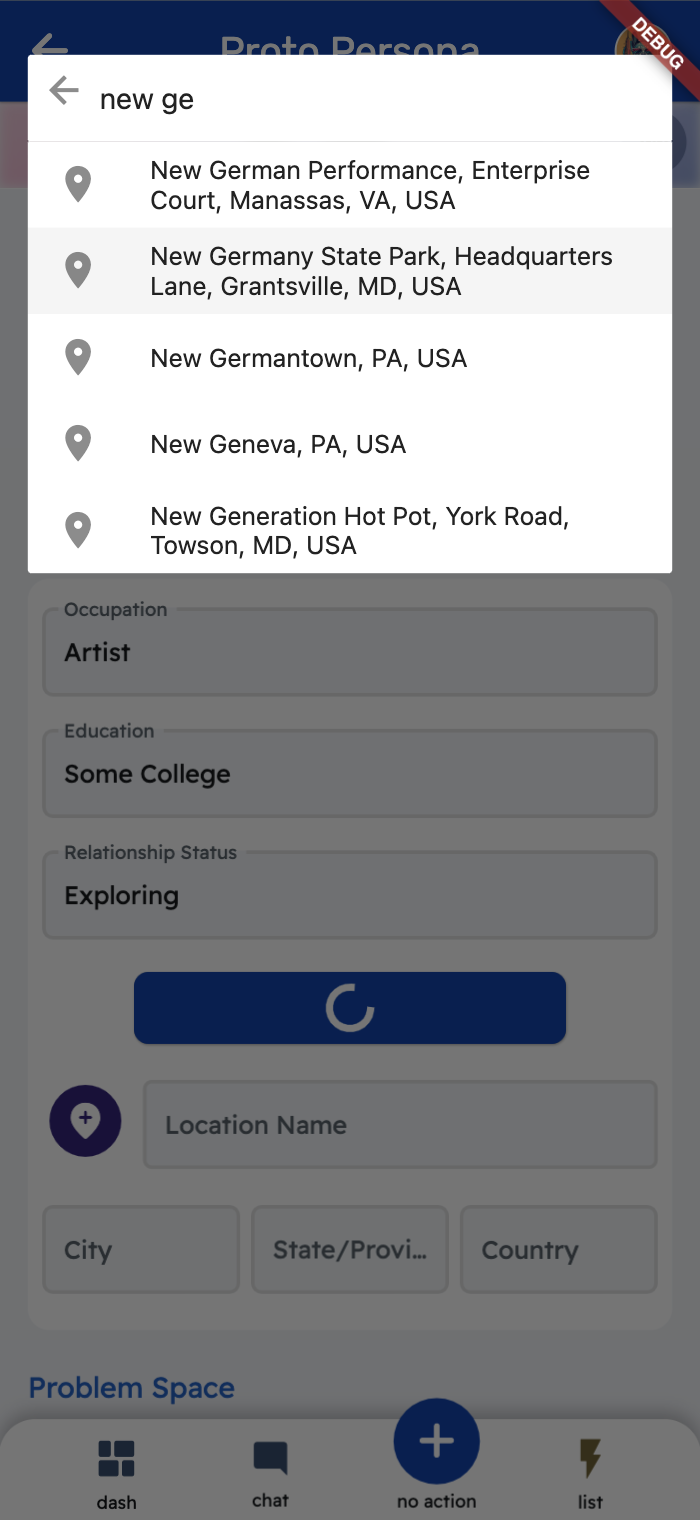 Proto Persona
DEBUG
new ge
New German Performance, Enterprise
Court, Manassas, VA, USA
New Germany State Park, Headquarters
Lane, Grantsville, MD, USA
New Germantown, PA, USA
New Geneva, PA, USA
New Generation Hot Pot, York Road,
Towson, MD, USA
Occupation
Artist
Education
Some College
Relationship Status
Exploring
Location Name
City
State/Provi...
Country
Problem Space
dash
chat
no action
list